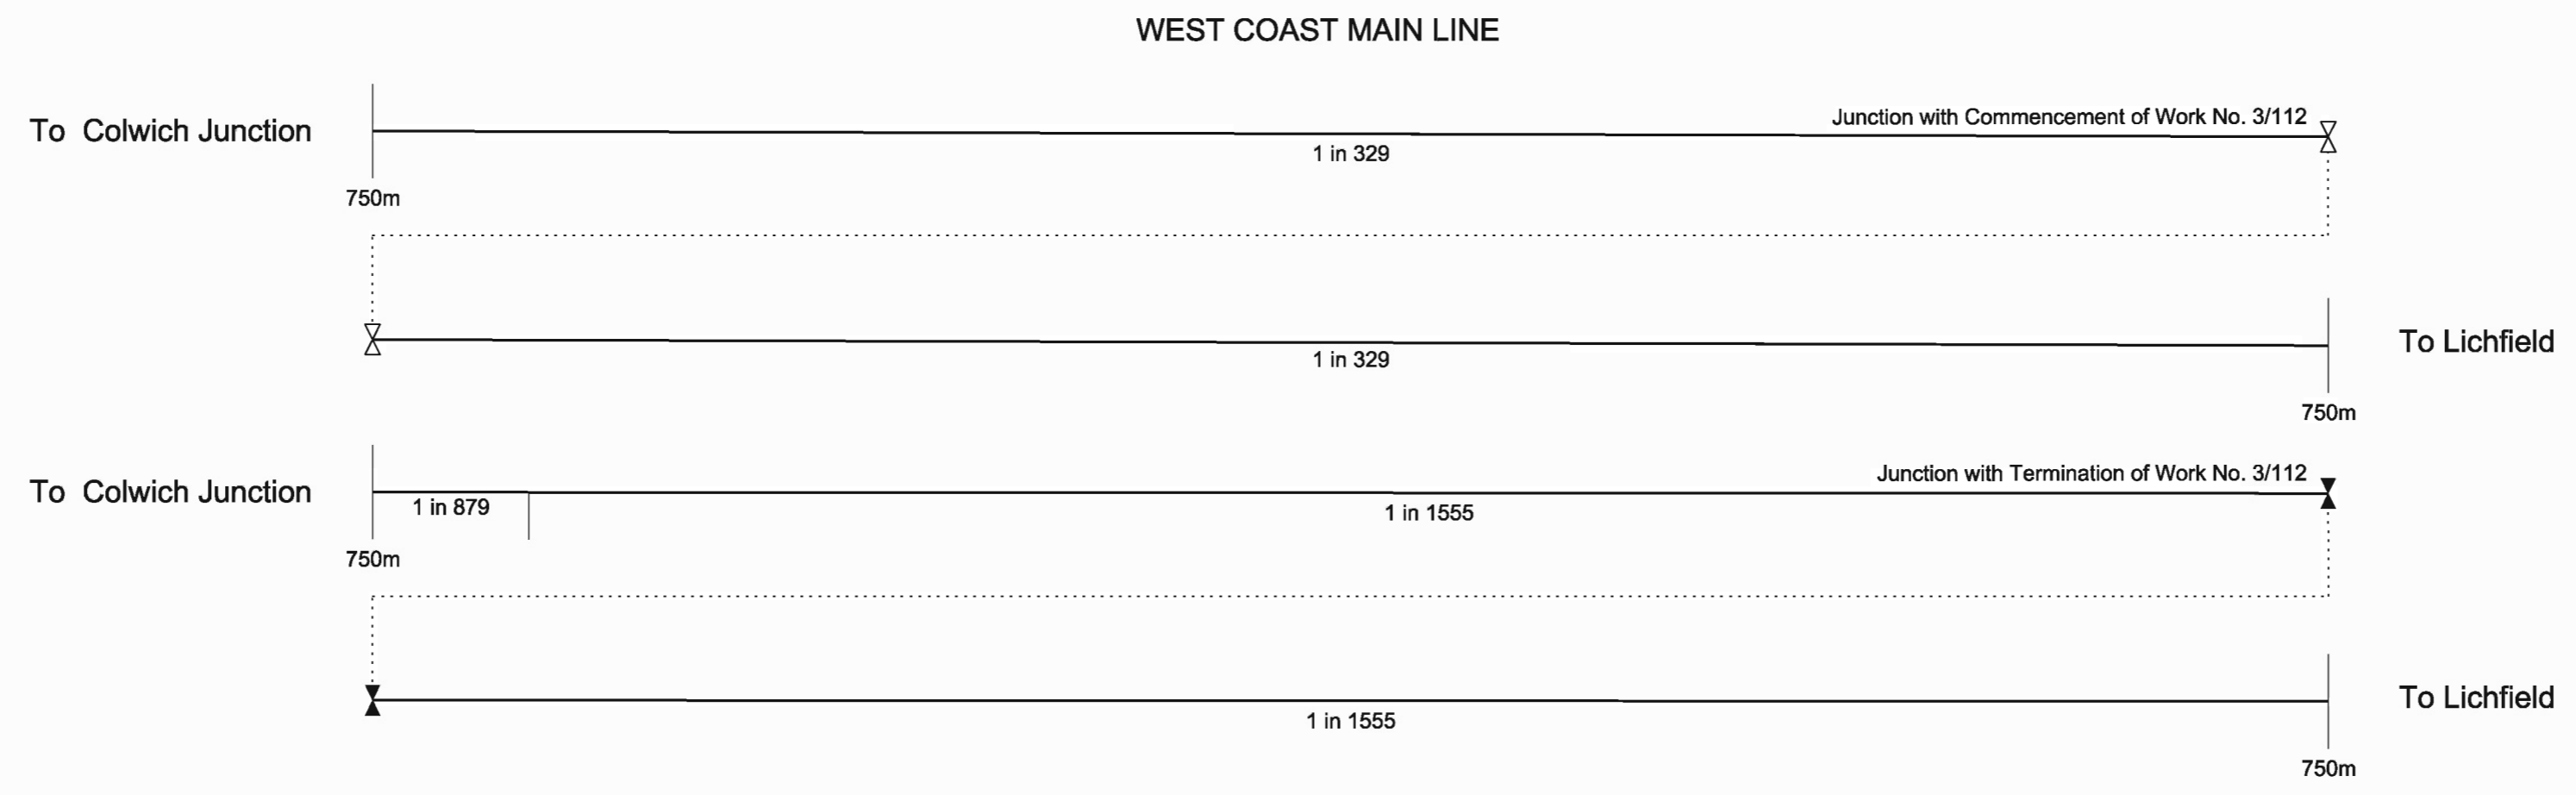 WEST COAST MAIN LINE
To Colwich Junction
Junction with Commencement of Work No. 3/112
1 in 329
750m
To Lichfield
1 in 329
750m
To Colwich Junction
Junction with Termination of Work No. 3/112
1 in 879
1 in 1555
750m
To Lichfield
1 in 1555
750m